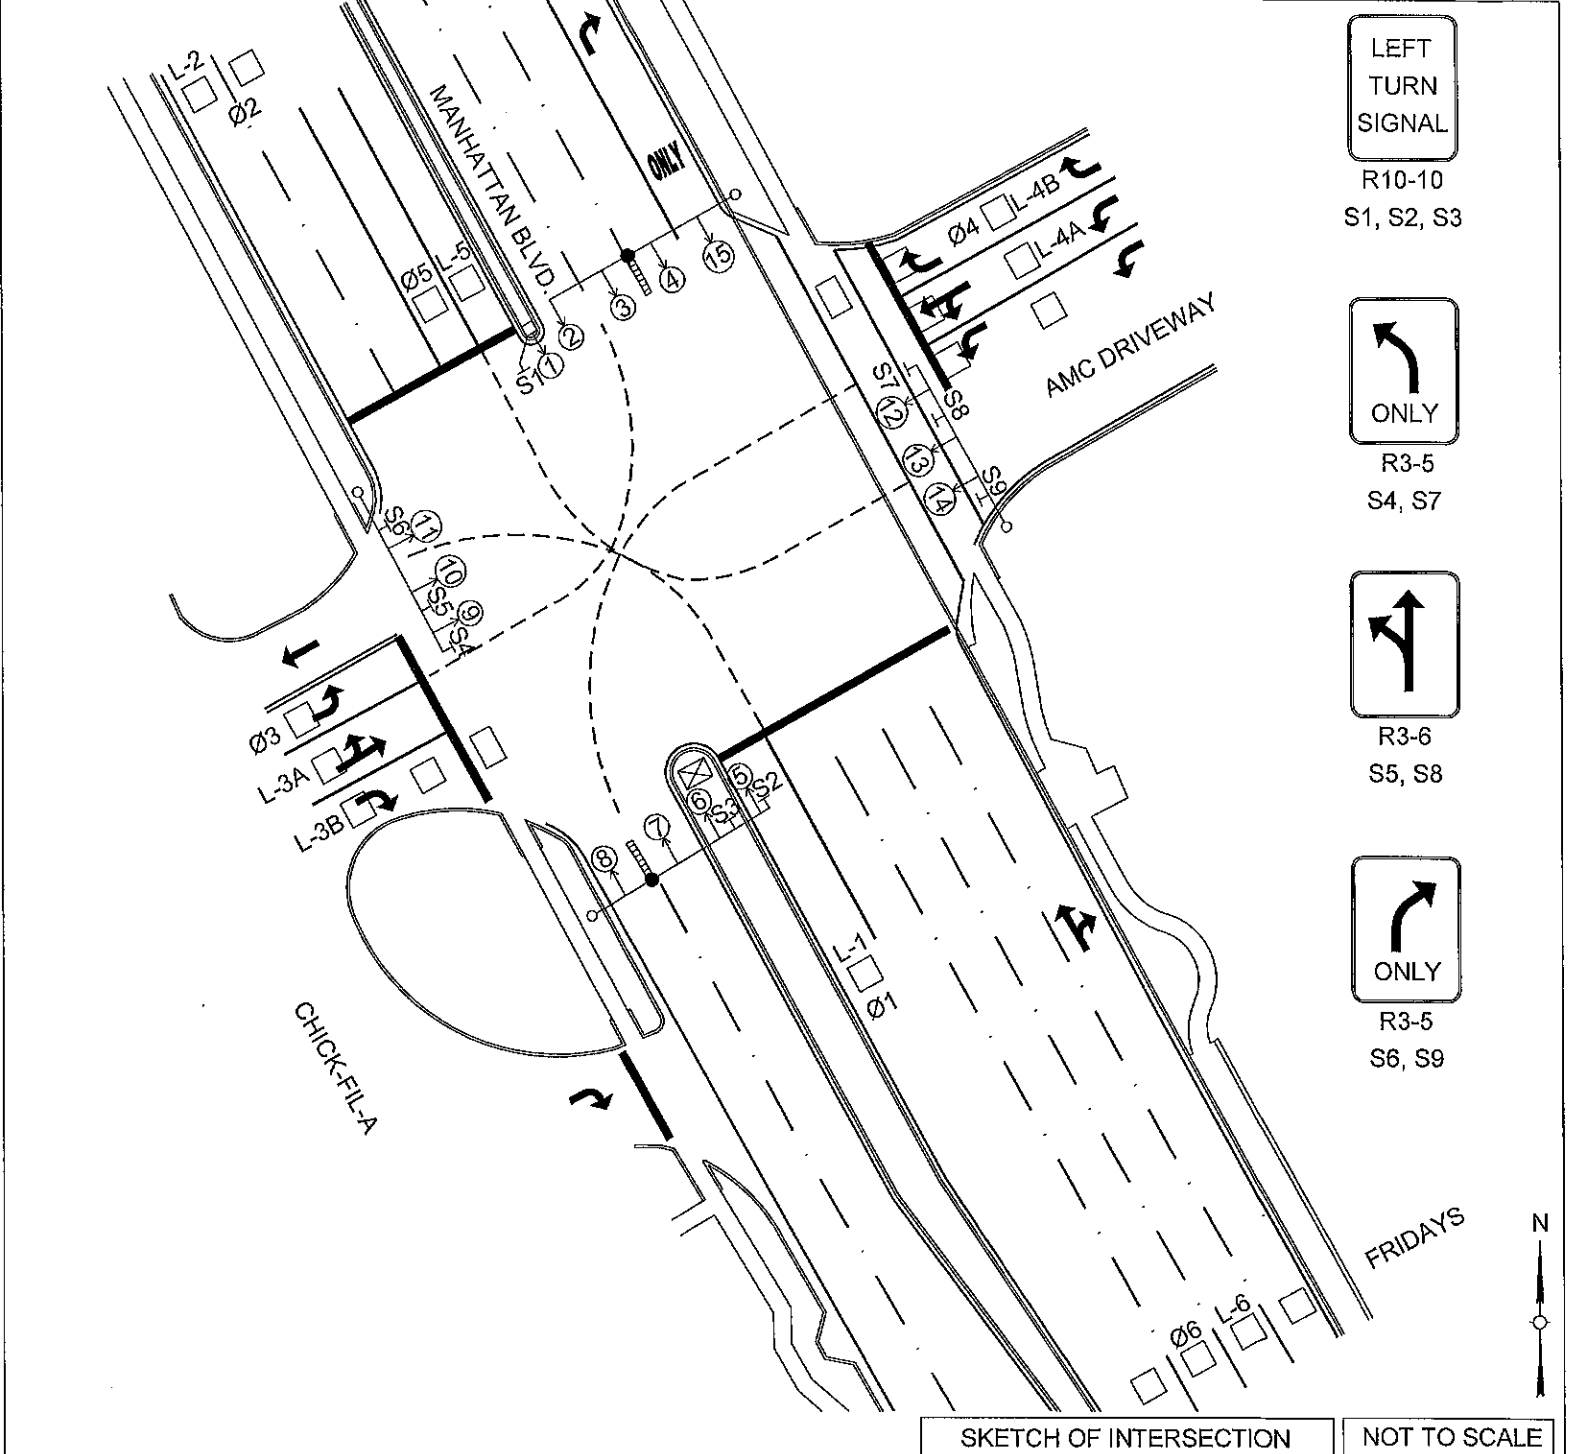 L-2
Ø2
MANHATTAN BLVD.
ONLY
L-5
Ø5
15
4
3
2
1
S1
L-4B
Ø4
L-4A
AMC DRIVEWAY
S7
12
S8
13
S9
14
S6
11
10
S5
9
S4
Ø3
L-3A
L-3B
5
S2
6
S3
7
8
L-1
Ø1
CHICK-FIL-A
FRIDAYS
L-6
Ø6
LEFT
TURN
SIGNAL
R10-10
S1, S2, S3
ONLY
R3-5
S4, S7
R3-6
S5, S8
ONLY
R3-5
S6, S9
N
SKETCH OF INTERSECTION
NOT TO SCALE